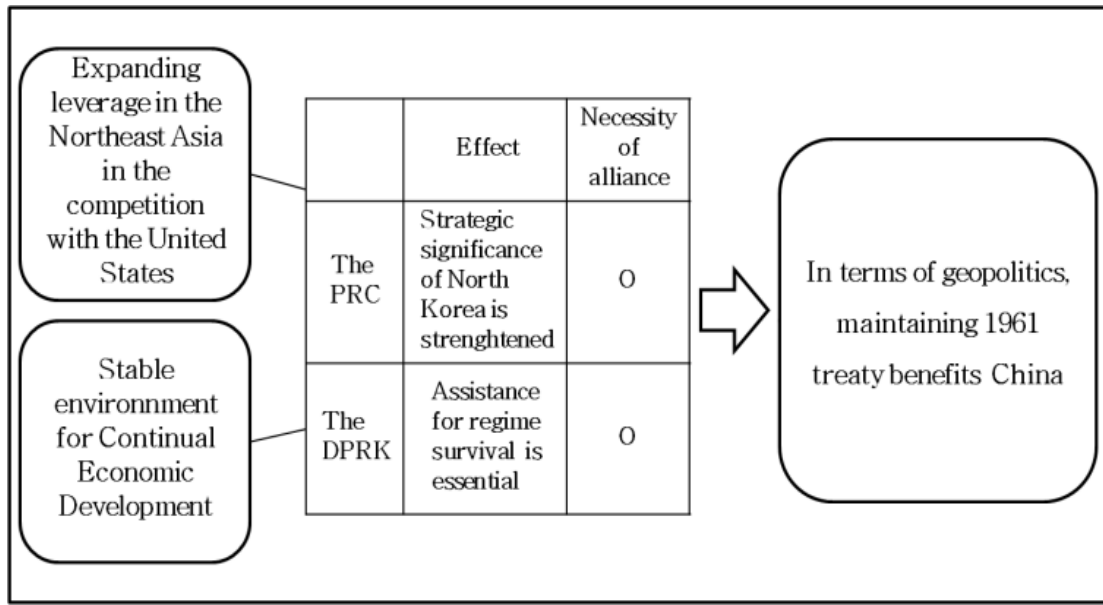 Expanding
leverage in the
Northeast Asia
in the
competition
with the United
States
Stable
environnment
for Continual
Economic
Development
Effect
Necessity
of
alliance
The
PRC
Strategic
significance
of North
Korea is
strenghtened
O
The
DPRK
Assistance
for regime
survival is
essential
O
In terms of geopolitics,
maintaining 1961
treaty benefits China